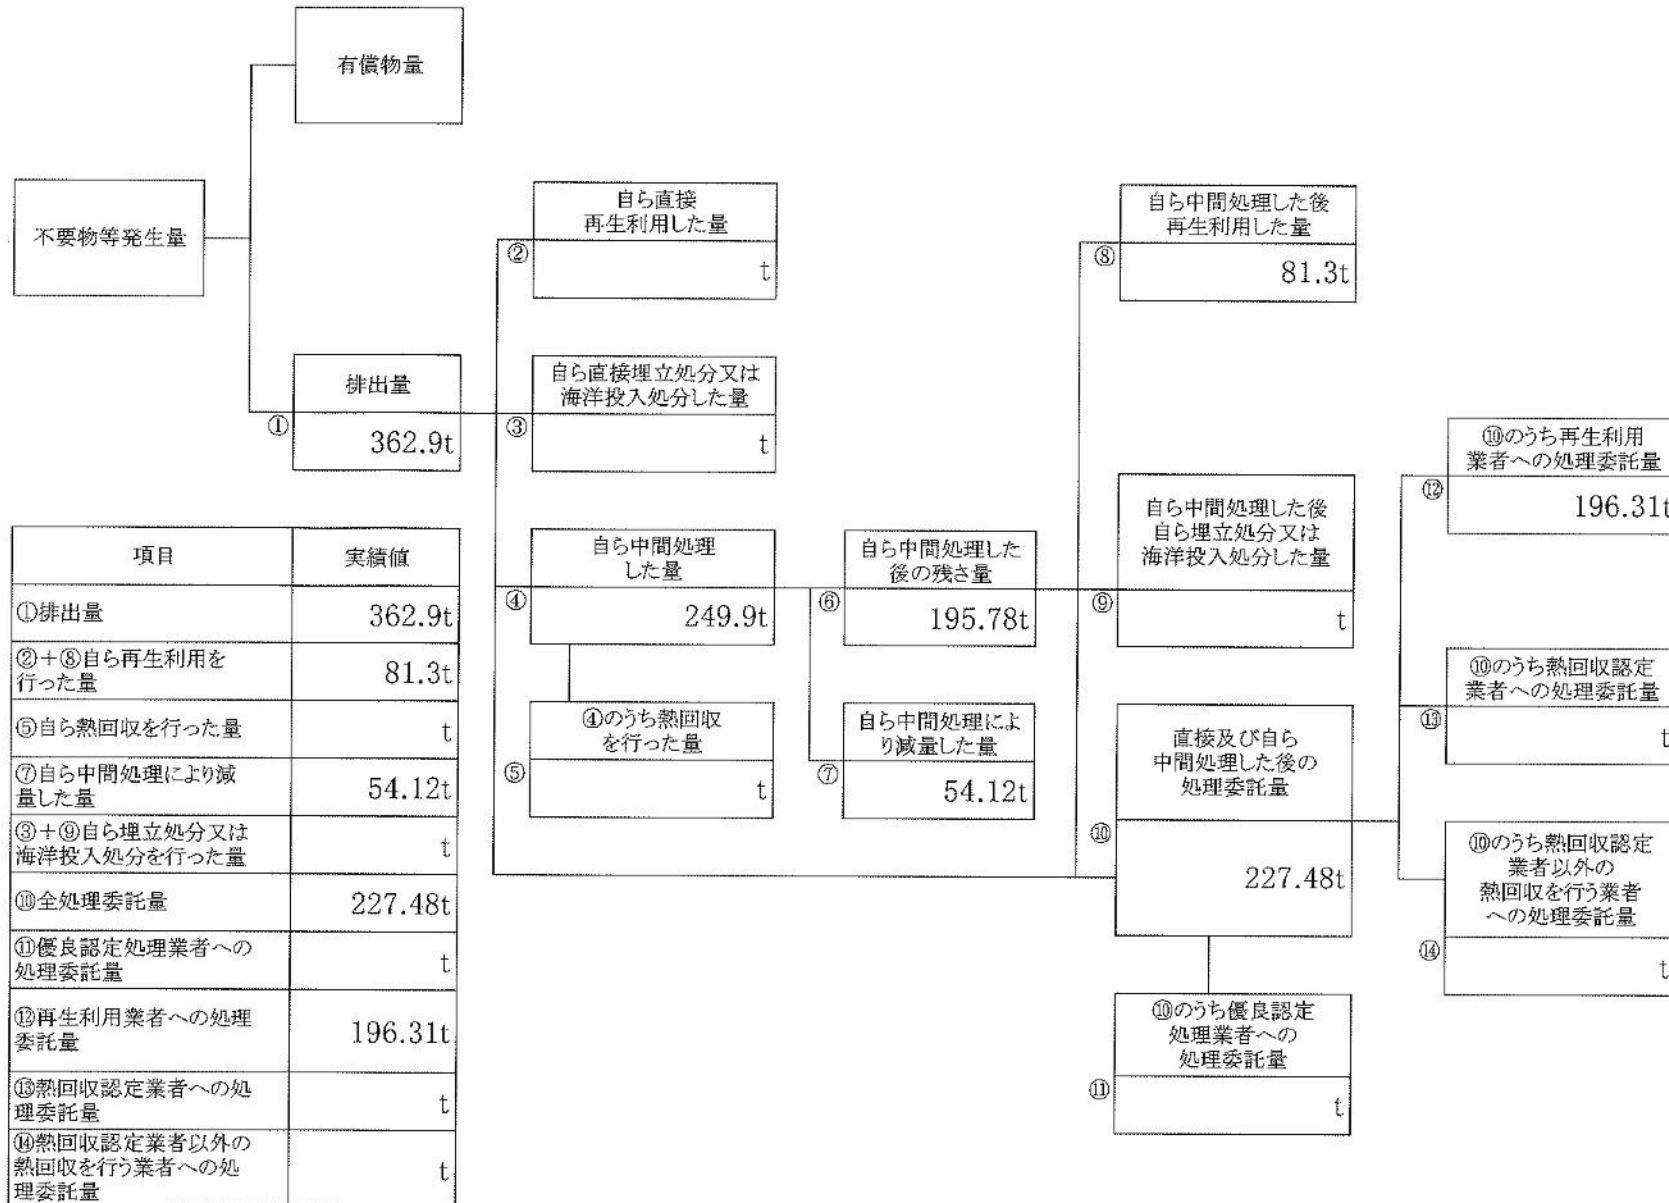 有償物量
不要物等発生量
自ら直接
再生利用した量
②
t
自ら中間処理した後
再生利用した量
⑧
81.3t
排出量
①
362.9t
自ら直接埋立処分又は
海洋投入処分した量
③
t
⑩のうち再生利用
業者への処理委託量
⑫
196.31t
自ら中間処理
した量
④
249.9t
自ら中間処理した
後の残さ量
⑥
195.78t
自ら中間処理した後
自ら埋立処分又は
海洋投入処分した量
⑨
t
⑩のうち熱回収認定
業者への処理委託量
⑬
t
④のうち熱回収
を行った量
⑤
t
自ら中間処理によ
り減量した量
⑦
54.12t
直接及び自ら
中間処理した後の
処理委託量
⑩
227.48t
⑩のうち熱回収認定
業者以外の
熱回収を行う業者
への処理委託量
⑭
t
⑩のうち優良認定
処理業者への
処理委託量
⑪
t
項目 実績値
①排出量 362.9t
②+⑧自ら再生利用を
行った量 81.3t
⑤自ら熱回収を行った量 t
⑦自ら中間処理により減
量した量 54.12t
③+⑨自ら埋立処分又は
海洋投入処分を行った量 t
⑩全処理委託量 227.48t
⑪優良認定処理業者への
処理委託量 t
⑫再生利用業者への処理
委託量 196.31t
⑬熱回収認定業者への処
理委託量 t
⑭熱回収認定業者以外の
熱回収を行う業者への処
理委託量 t